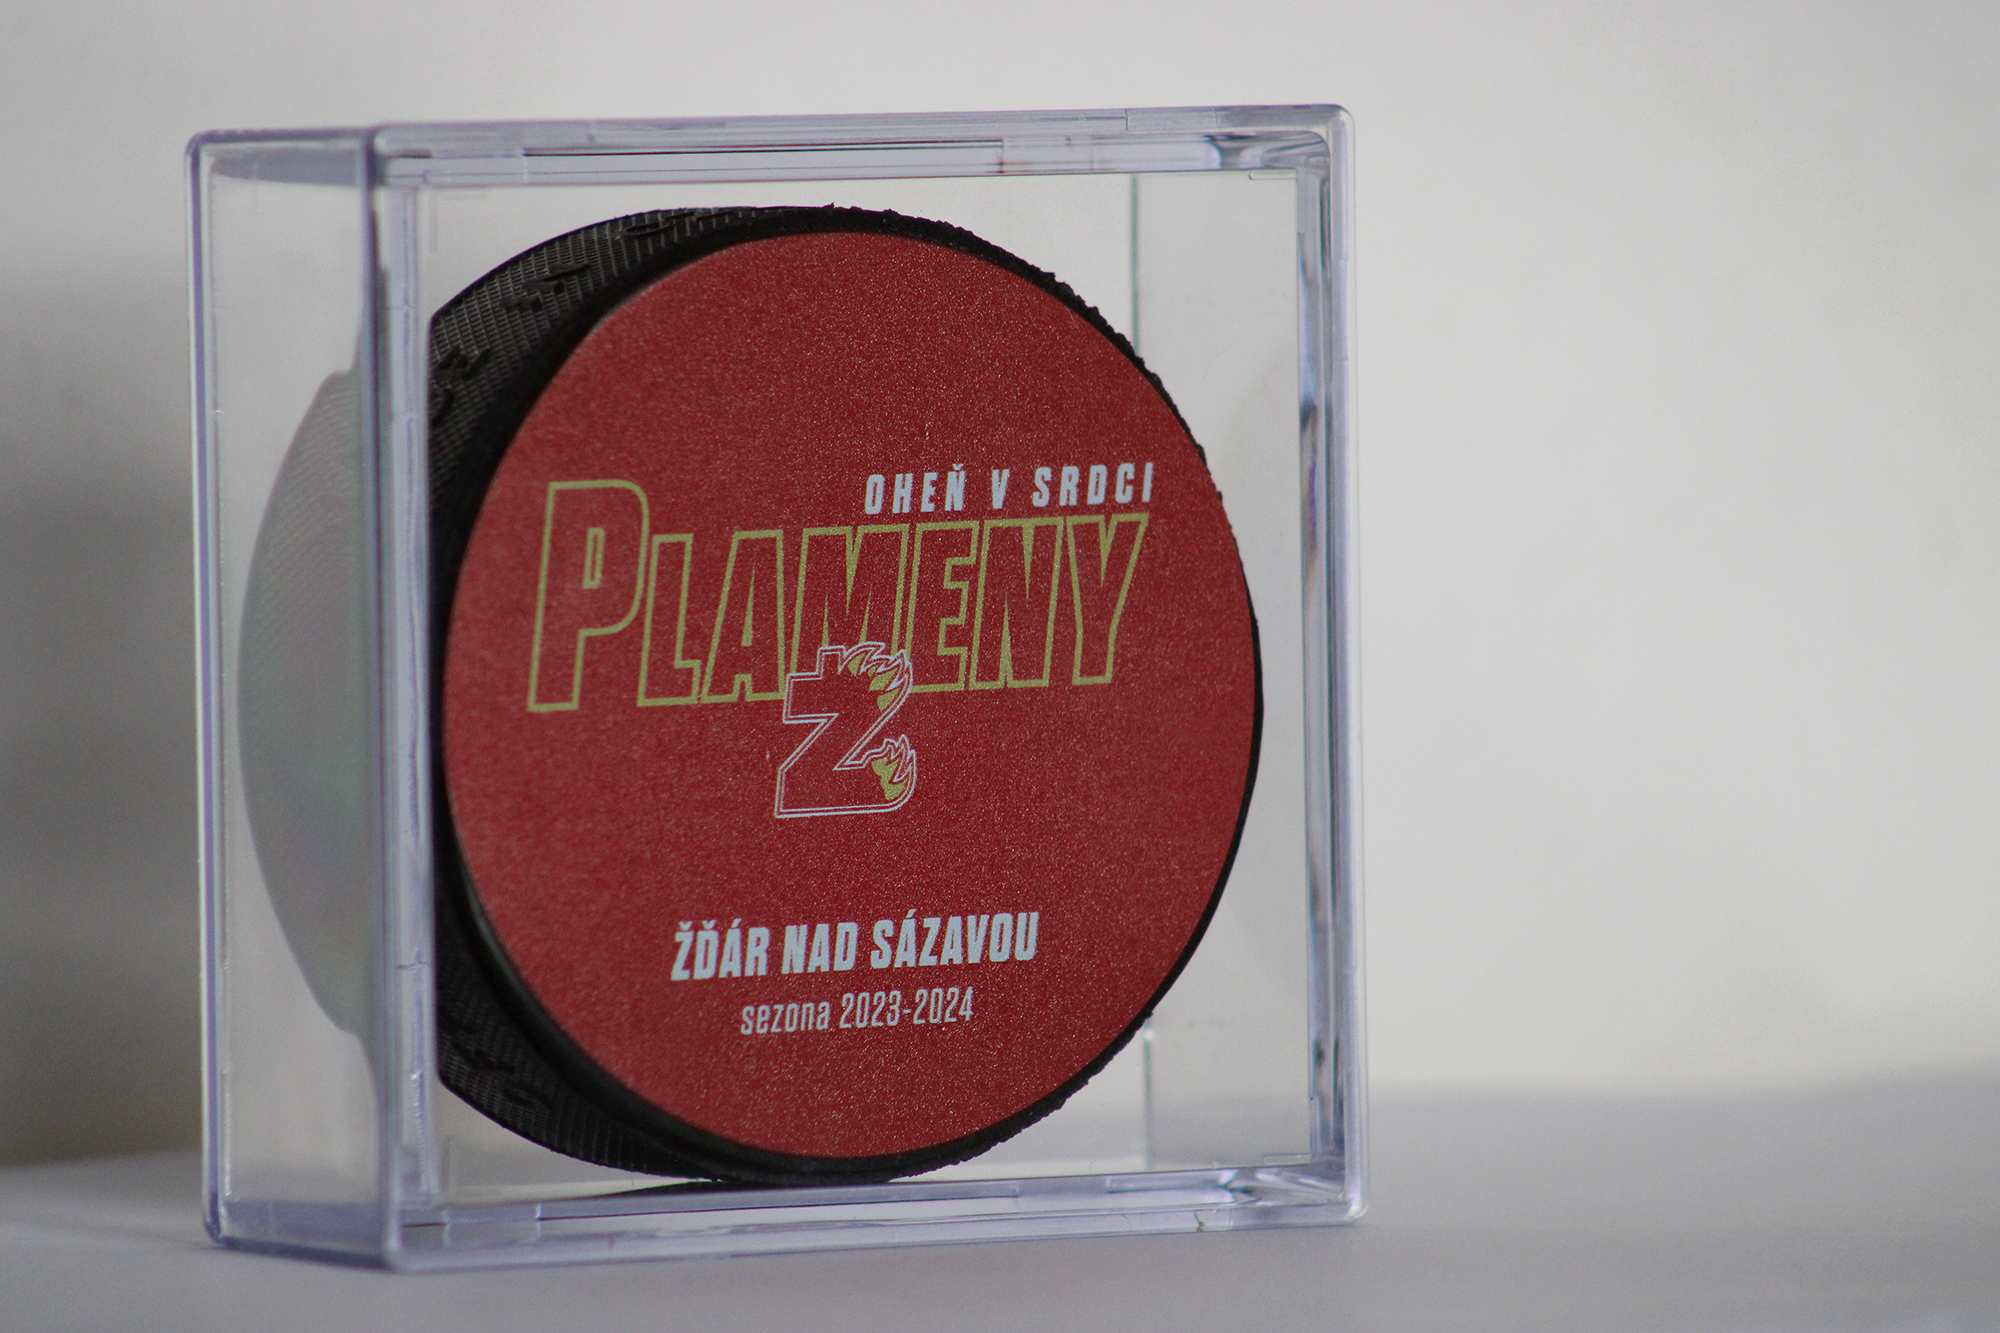 OHEŇ V SRDCI
PLAMENY
Ž
ŽĎÁR NAD SÁZAVOU
sezona 2023-2024